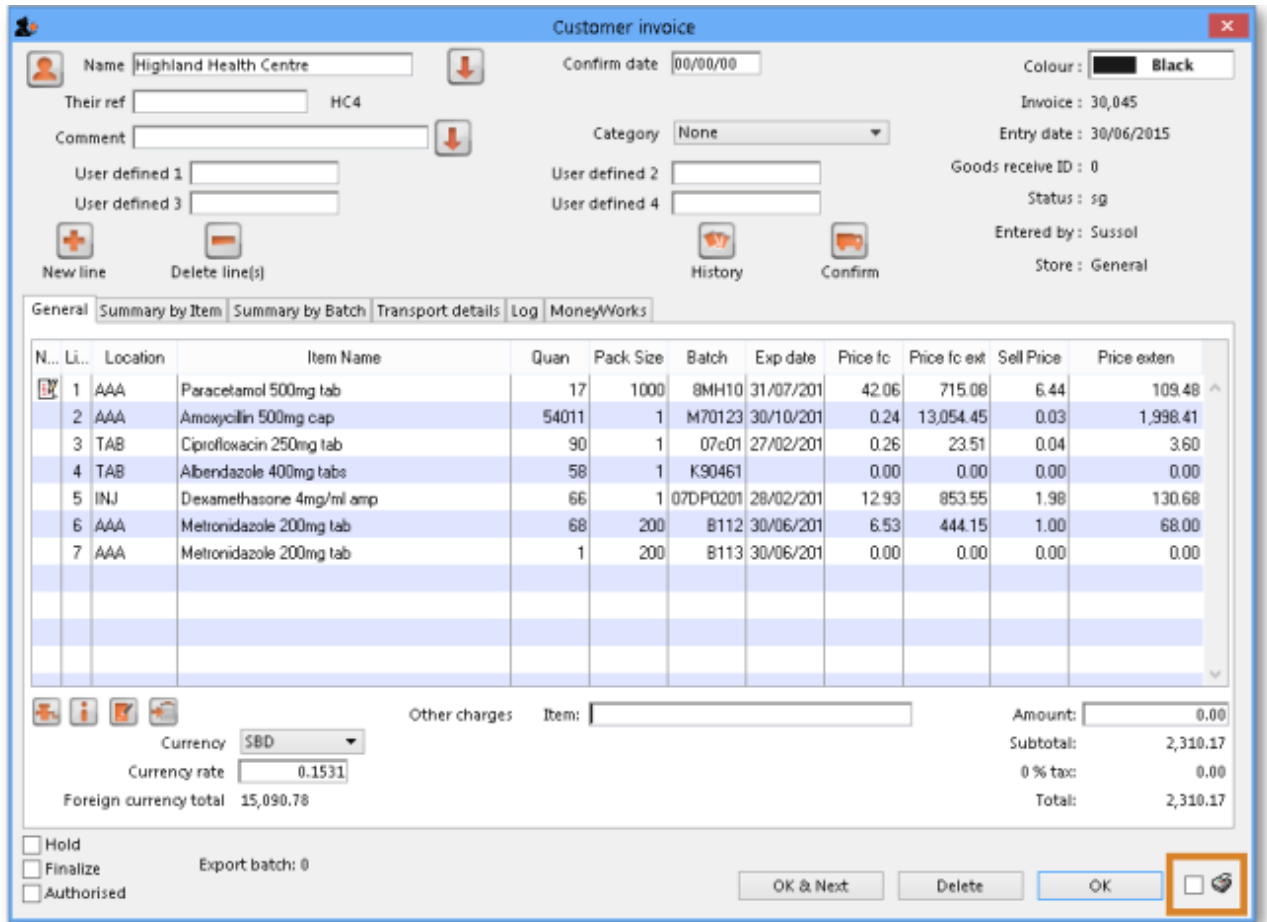 Customer invoice
Name Highland Health Centre Confirm date 00/00/00 Colour : Black
Their ref HC4 Invoice : 30,045
Comment Category None Entry date : 30/06/2015
User defined 1 User defined 2 Goods receive ID : 0
User defined 3 User defined 4 Status : sg
Entered by : Sussol
New line Delete line(s) History Confirm Store : General
General Summary by Item Summary by Batch Transport details Log MoneyWorks
N... Li... Location Item Name Quan Pack Size Batch Exp date Price fc Price fc ext Sell Price Price exten
1 AAA Paracetamol 500mg tab 17 1000 8MH10 31/07/201 42.06 715.08 6.44 109.48
2 AAA Amoxycillin 500mg cap 54011 1 M70123 30/10/201 0.24 13,054.45 0.03 1,998.41
3 TAB Ciprofloxacin 250mg tab 90 1 07c01 27/02/201 0.26 23.51 0.04 3.60
4 TAB Albendazole 400mg tabs 58 1 K90461 0.00 0.00 0.00 0.00
5 INJ Dexamethasone 4mg/ml amp 66 1 07DP0201 28/02/201 12.93 853.55 1.98 130.68
6 AAA Metronidazole 200mg tab 68 200 B112 30/06/201 6.53 444.15 1.00 68.00
7 AAA Metronidazole 200mg tab 1 200 B113 30/06/201 0.00 0.00 0.00 0.00
Other charges Item: Amount: 0.00
Currency SBD Subtotal: 2,310.17
Currency rate 0.1531 0 % tax: 0.00
Foreign currency total 15,090.78 Total: 2,310.17
Hold
Finalize Export batch: 0
Authorised OK & Next Delete OK